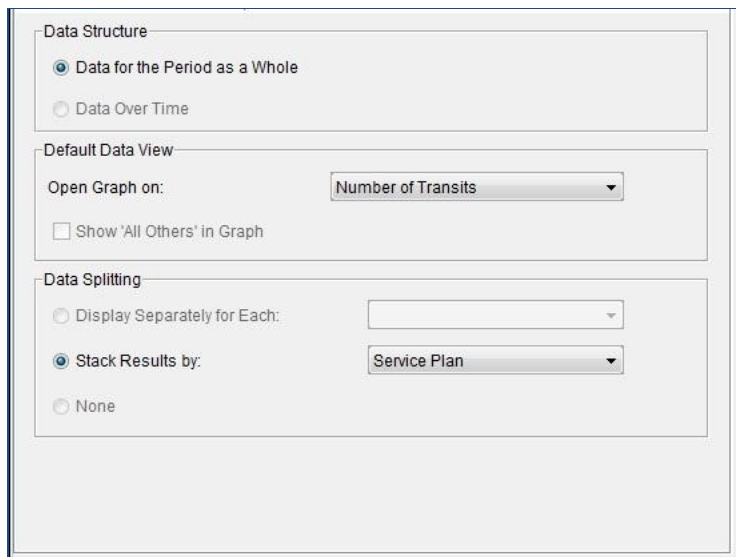 Data Structure
Data for the Period as a Whole
Data Over Time
Default Data View
Open Graph on: Number of Transits
Show 'All Others' in Graph
Data Splitting
Display Separately for Each:
Stack Results by: Service Plan
None